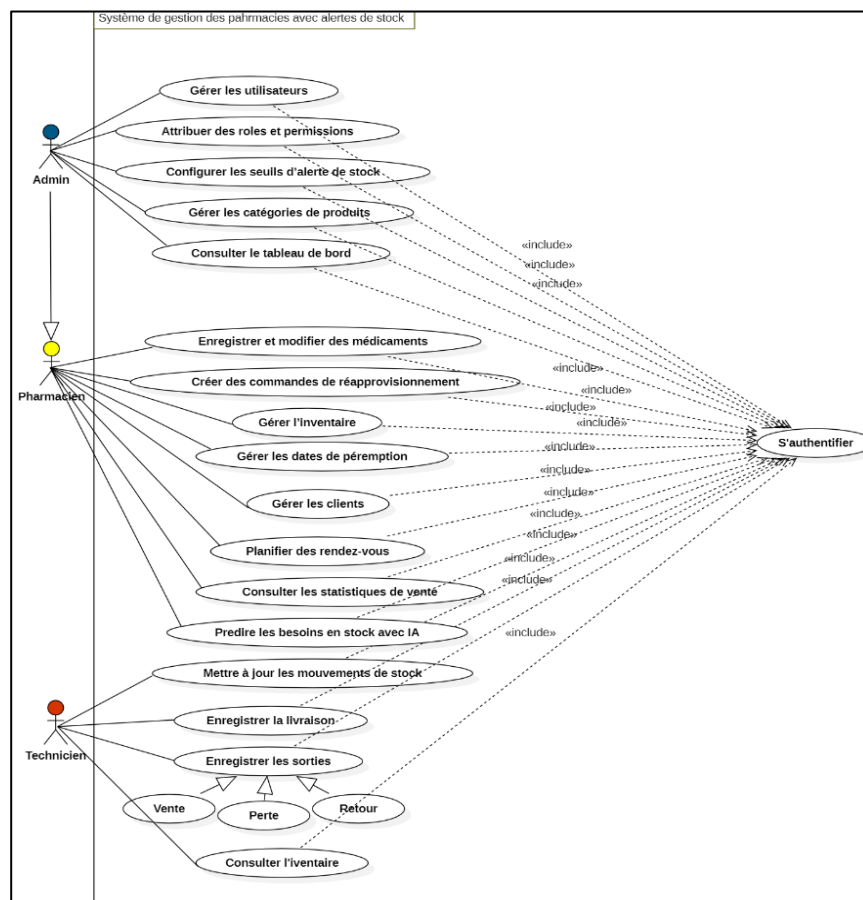 Système de gestion des pahrmacies avec alertes de stock
Gérer les utilisateurs
Attribuer des roles et permissions
Admin
Configurer les seuils d'alerte de stock
Gérer les catégories de produits
Consulter le tableau de bord
«include»
«include»
«include»
Enregistrer et modifier des médicaments
Pharmacien
Créer des commandes de réapprovisionnement
«include»
«include»
«include»
Gérer l'inventaire
«include»
S'authentifier
Gérer les dates de péremption
«include»
«include»
Gérer les clients
«include»
«include»
Planifier des rendez-vous
«include»
«include»
Consulter les statistiques de venté
Predire les besoins en stock avec IA
«include»
Mettre à jour les mouvements de stock
Technicien
Enregistrer la livraison
Enregistrer les sorties
Vente
Perte
Retour
Consulter l'iventaire